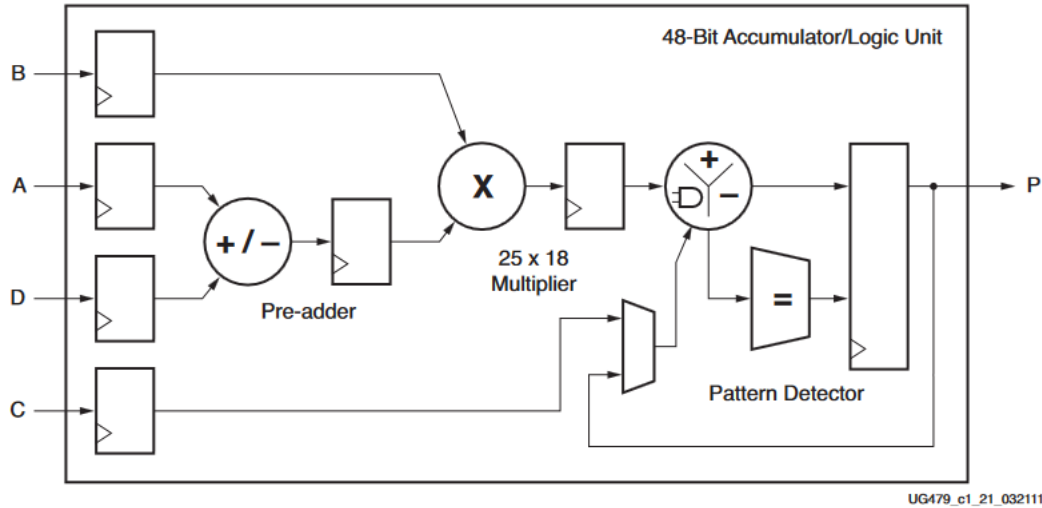 48-Bit Accumulator/Logic Unit
B
A
+ / –
Pre-adder
D
C
X
25 x 18
Multiplier
+
–
=
Pattern Detector
P
UG479_c1_21_032111